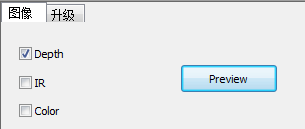 图像 升级
Depth
IR
Preview
Color